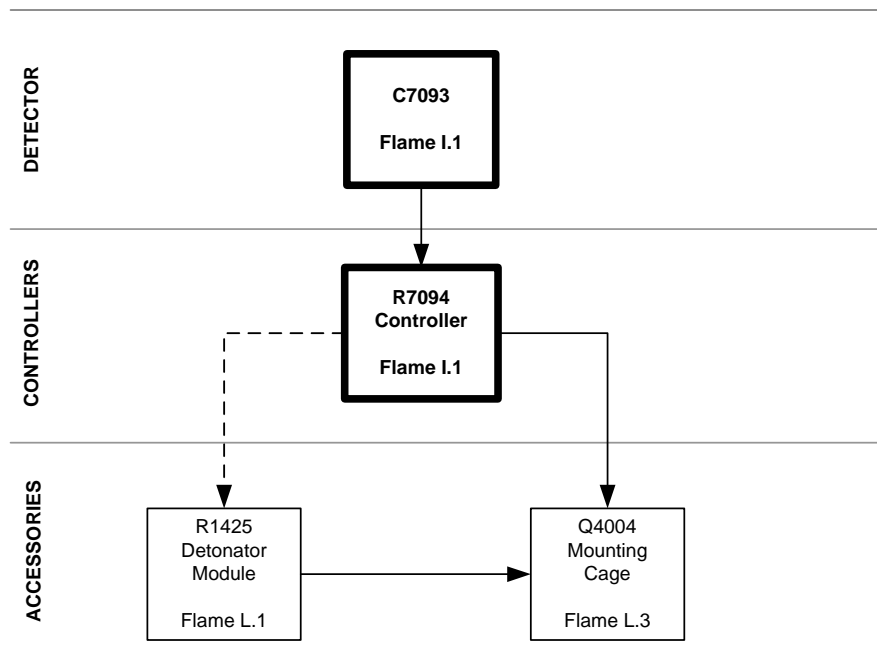 DETECTOR
C7093
Flame I.1
CONTROLLERS
R7094
Controller
Flame I.1
ACCESSORIES
R1425
Detonator
Module
Flame L.1
Q4004
Mounting
Cage
Flame L.3